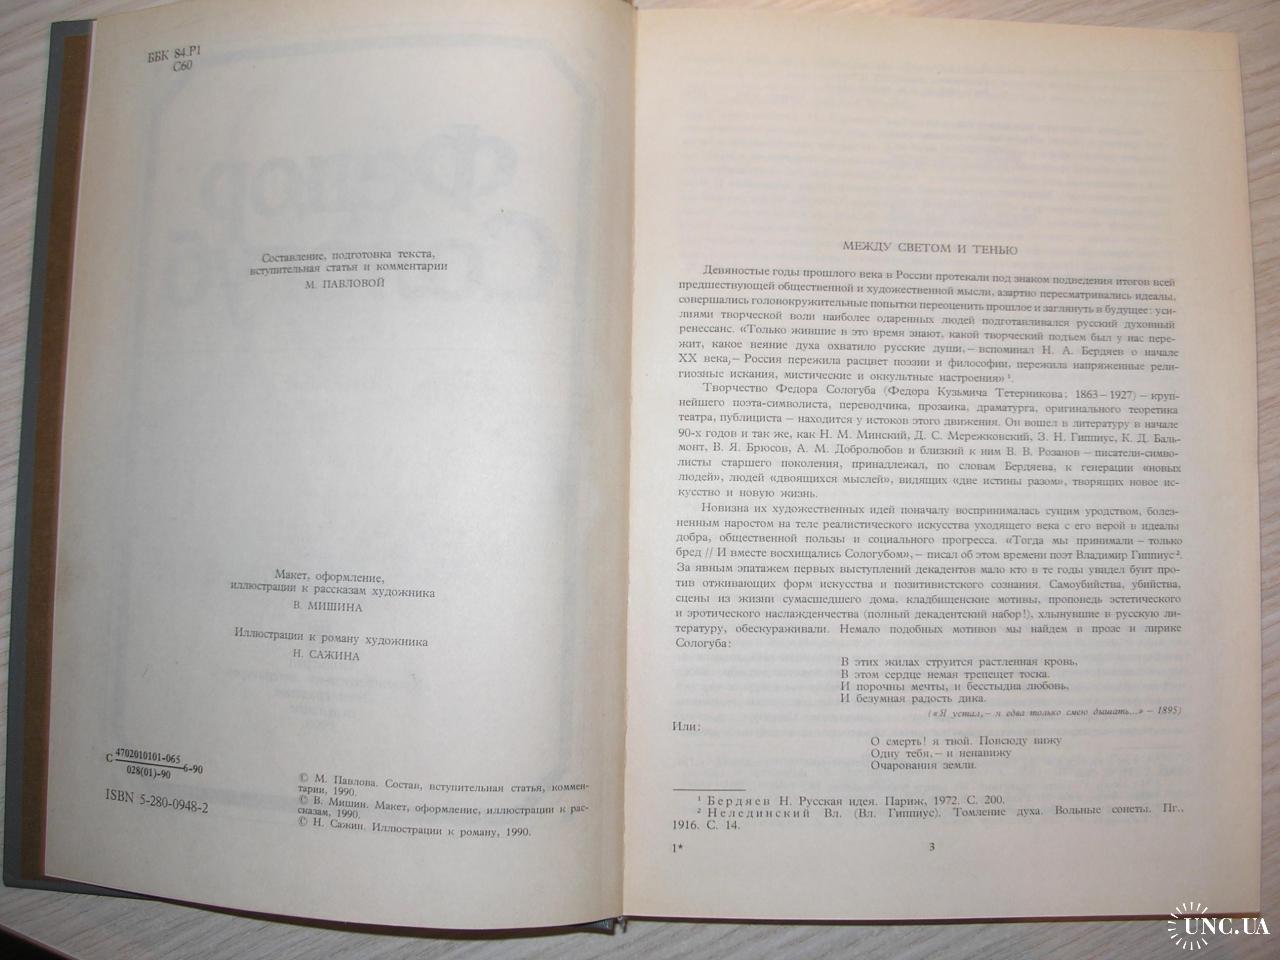 ББК 84.Р1
С60
Составление, подготовка текста,
вступительная статья и комментарии
М. ПАВЛОВОЙ
Макет, оформление,
иллюстрации к рассказам художника
В. МИШИНА
Иллюстрации к роману художника
Н. САЖИНА
С 4702010101-065
028(01)-90 6-90
ISBN 5-280-0948-2
© М. Павлова. Состав, вступительная статья, коммен-
тарии, 1990.
© В. Мишин. Макет, оформление, иллюстрации к рас-
сказам, 1990.
© Н. Сажин. Иллюстрации к роману, 1990.
МЕЖДУ СВЕТОМ И ТЕНЬЮ
Девяностые годы прошлого века в России протекали под знаком подведения итогов всей
предшествующей общественной и художественной мысли, азартно пересматривались идеалы,
совершались головокружительные попытки переоценить прошлое и заглянуть в будущее: уси-
лиями творческой воли наиболее одаренных людей подготавливался русский духовный
ренессанс. «Только жившие в это время знают, какой творческий подъем был у нас пере-
жит, какое веяние духа охватило русские души,– вспоминал Н. А. Бердяев о начале
XX века,– Россия пережила расцвет поэзии и философии, пережила напряженные рели-
гиозные искания, мистические и оккультные настроения»¹.
Творчество Федора Сологуба (Федора Кузьмича Тетерникова; 1863–1927) – круп-
нейшего поэта-символиста, переводчика, прозаика, драматурга, оригинального теоретика
театра, публициста – находится у истоков этого движения. Он вошел в литературу в начале
90-х годов и так же, как Н. М. Минский, Д. С. Мережковский, З. Н. Гиппиус, К. Д. Баль-
монт, В. Я. Брюсов, А. М. Добролюбов и близкий к ним В. В. Розанов – писатели-симво-
листы старшего поколения, принадлежал, по словам Бердяева, к генерации «новых
людей», людей «двоящихся мыслей», видящих «две истины разом», творящих новое ис-
кусство и новую жизнь.
Новизна их художественных идей поначалу воспринималась сущим уродством, болез-
ненным наростом на теле реалистического искусства уходящего века с его верой в идеалы
добра, общественной пользы и социального прогресса. «Тогда мы принимали – только
бред // И вместе восхищались Сологубом»,– писал об этом времени поэт Владимир Гиппиус².
За явным эпатажем первых выступлений декадентов мало кто в те годы увидел бунт про-
тив отживающих форм искусства и позитивистского сознания. Самоубийства, убийства,
сцены из жизни сумасшедшего дома, кладбищенские мотивы, проповедь эстетического
и эротического наслажденчества (полный декадентский набор!), хлынувшие в русскую ли-
тературу, обескураживали. Немало подобных мотивов мы найдем в прозе и лирике
Сологуба:
В этих жилах струится растленная кровь,
В этом сердце немая трепещет тоска.
И порочны мечты, и бесстыдна любовь,
И безумная радость дика.
(«Я устал,– я едва только смею дышать...» – 1895)
Или:
О смерть! я твой. Повсюду вижу
Одну тебя,– и ненавижу
Очарования земли.
¹ Бердяев Н. Русская идея. Париж, 1972. С. 200.
² Нелединский Вл. (Вл. Гиппиус). Томление духа. Вольные сонеты. Пг.,
1916. С. 14.
1*
3
UNC.UA